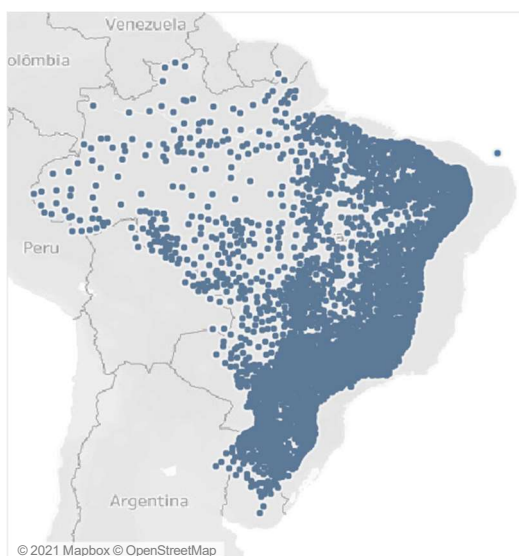 Venezuela
olômbia
a.
Peru
Argentina
© 2021 Mapbox © OpenStreetMap